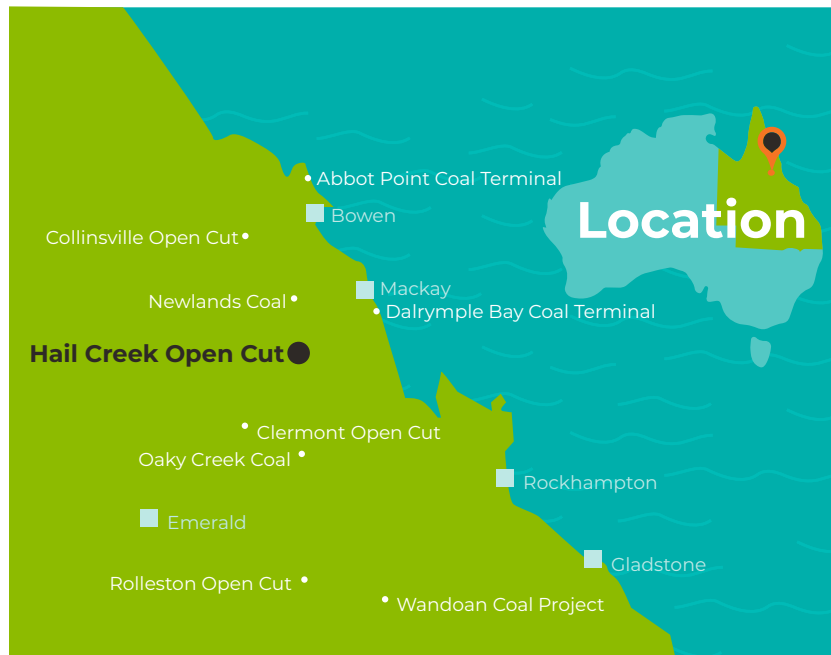 Abbot Point Coal Terminal
Bowen
Location
Collinsville Open Cut
Mackay
Newlands Coal
Dalrymple Bay Coal Terminal
Hail Creek Open Cut
Clermont Open Cut
Oaky Creek Coal
Rockhampton
Emerald
Gladstone
Rolleston Open Cut
Wandoan Coal Project